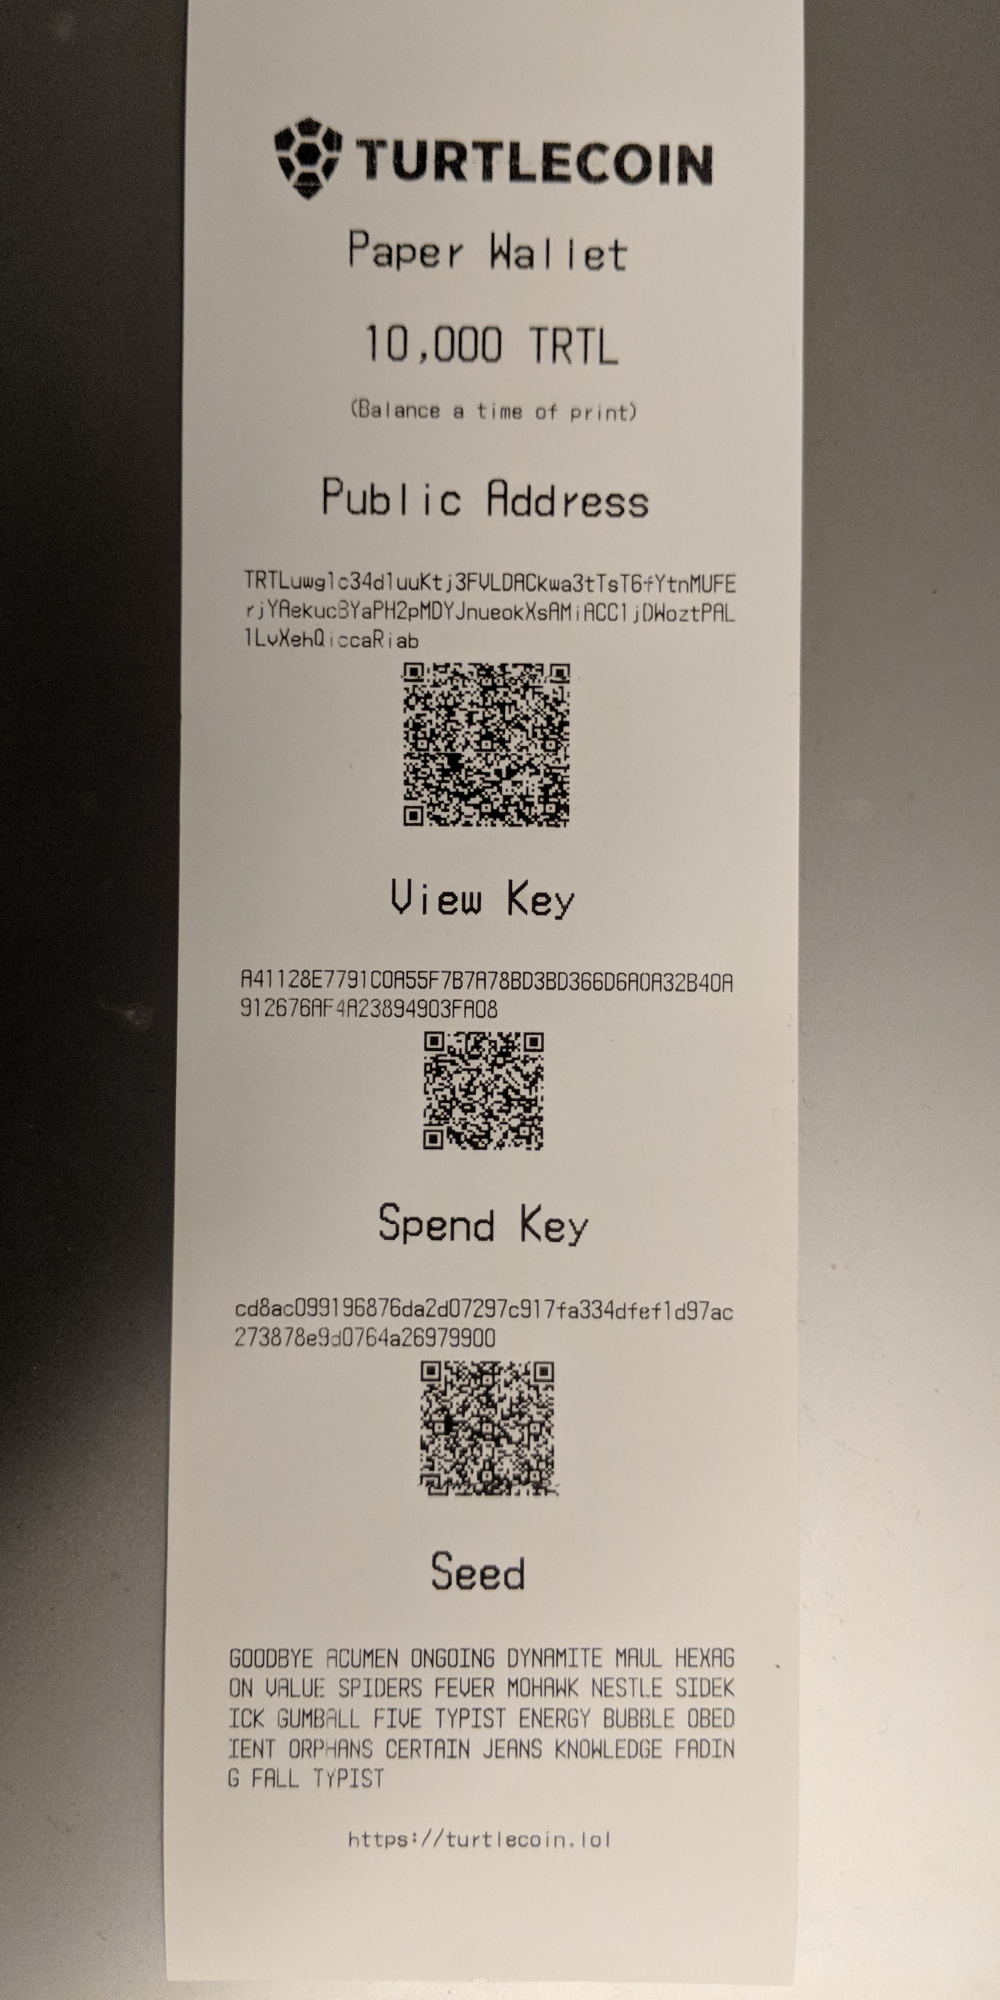 TURTLECOIN
Paper Wallet
10,000 TRTL
(Balance a time of print)
Public Address
TRTLuwg1c34d1uuKtj3FVLDACkwa3tTsT6fYtnMUFE
rjYAekuc3YaPH2pMDYJnueokXsAMiACC1jDWoztPAL
1LvXehQiccaRiab
View Key
A41128E7791C0A55F7B7A78BD3BD366D6A0A32B40A
912676AF4A23894903FA08
Spend Key
cd8ac099196876da2d07297c917fa334dfef1d97ac
273878e9d0764a26979900
Seed
GOODBYE ACUMEN ONGOING DYNAMITE MAUL HEXAG
ON VALUE SPIDERS FEVER MOHAWK NESTLE SIDEK
ICK GUMBALL FIVE TYPIST ENERGY BUBBLE OBED
IENT ORPHANS CERTAIN JEANS KNOWLEDGE FADIN
G FALL TYPIST
https://turtlecoin.lol